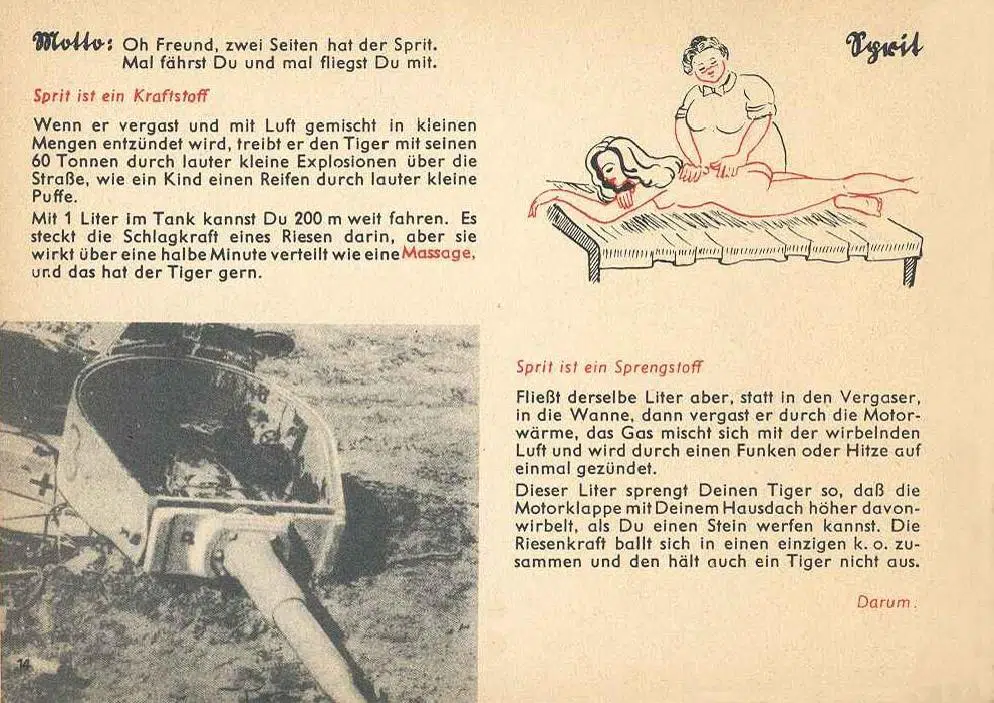 Motto: Oh Freund, zwei Seiten hat der Sprit.
Mal fährst Du und mal fliegst Du mit.
Sprit ist ein Kraftstoff
Wenn er vergast und mit Luft gemischt in kleinen
Mengen entzündet wird, treibt er den Tiger mit seinen
60 Tonnen durch lauter kleine Explosionen über die
Straße, wie ein Kind einen Reifen durch lauter kleine
Puffe.
Mit 1 Liter im Tank kannst Du 200 m weit fahren. Es
steckt die Schlagkraft eines Riesen darin, aber sie
wirkt über eine halbe Minute verteilt wie eine Massage,
und das hat der Tiger gern.
14
Sprit
Sprit ist ein Sprengstoff
Fließt derselbe Liter aber, statt in den Vergaser,
in die Wanne, dann vergast er durch die Motor-
wärme, das Gas mischt sich mit der wirbelnden
Luft und wird durch einen Funken oder Hitze auf
einmal gezündet.
Dieser Liter sprengt Deinen Tiger so, daß die
Motorklappe mit Deinem Hausdach höher davon-
wirbelt, als Du einen Stein werfen kannst. Die
Riesenkraft ballt sich in einen einzigen k. o. zu-
sammen und den hält auch ein Tiger nicht aus.
Darum.